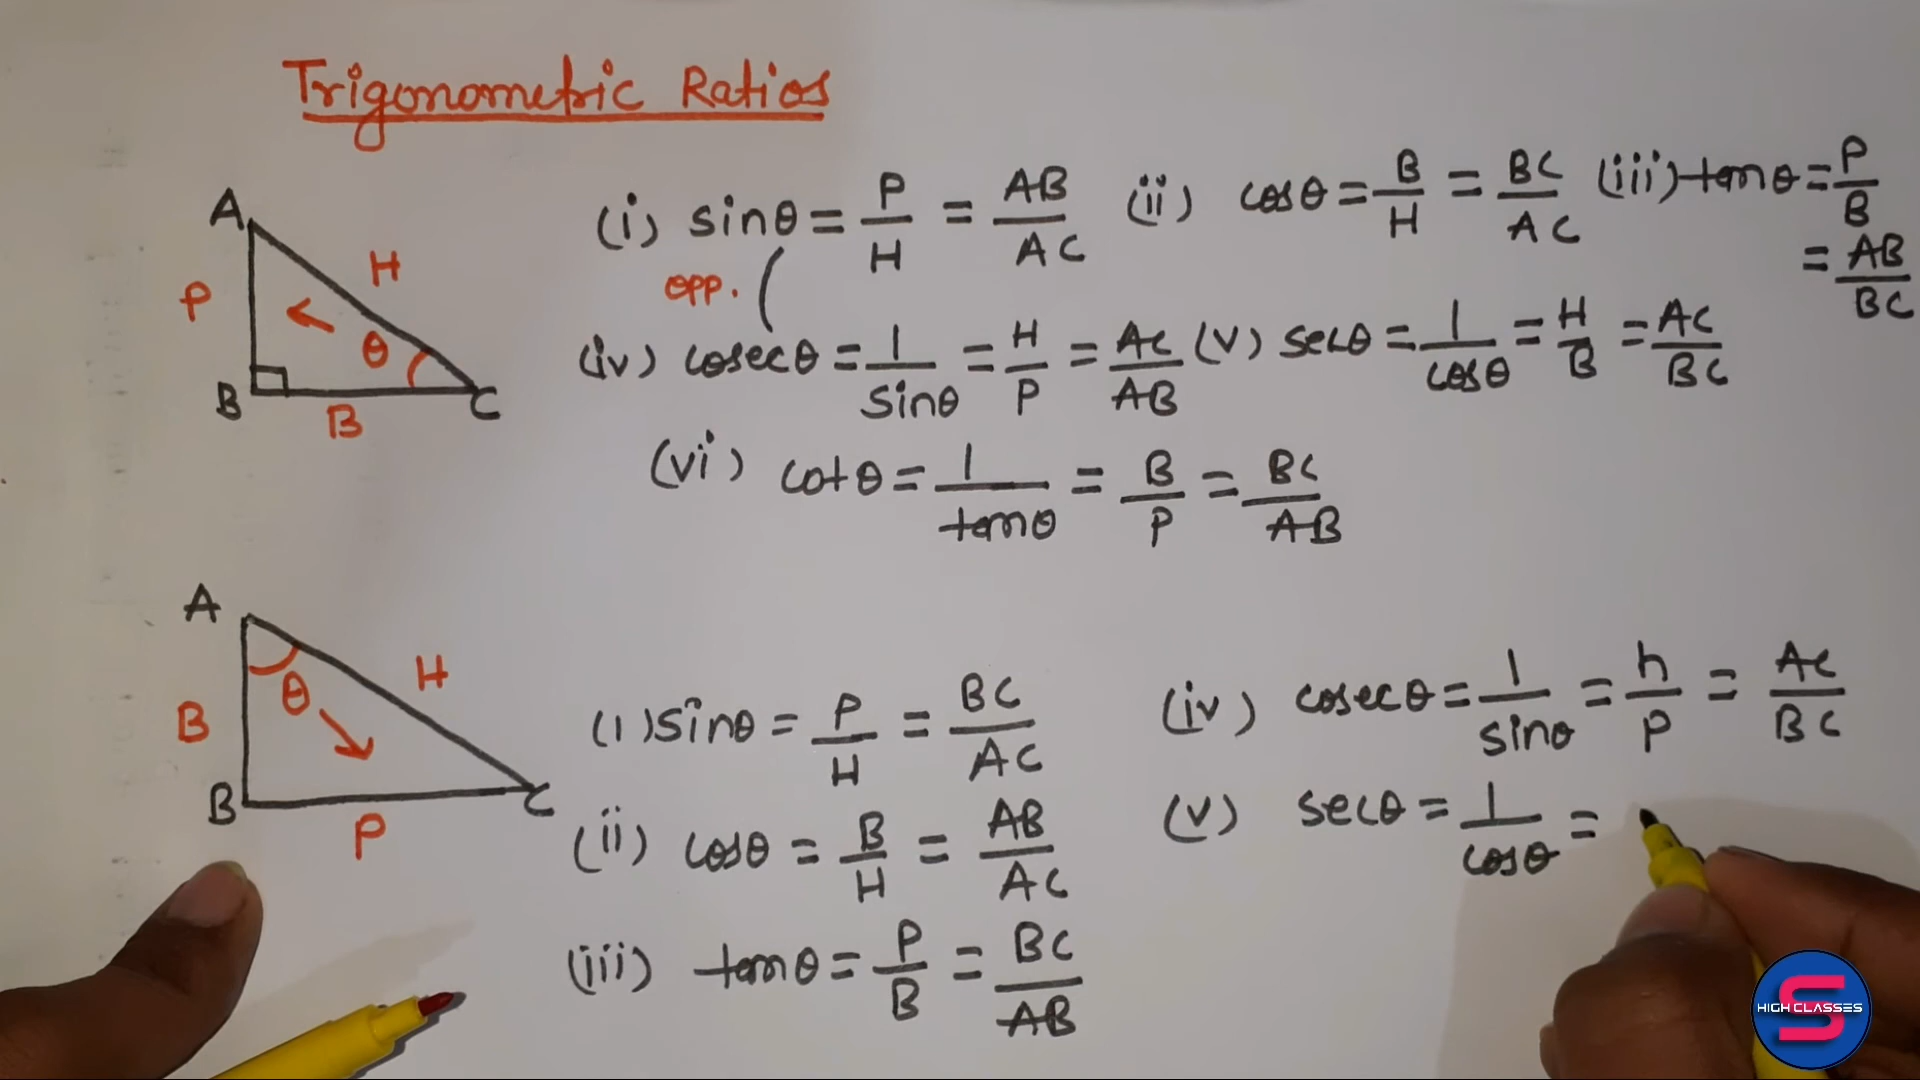 Trigonometric Ratios
A
P
H
θ
B
B
C
(i) sinθ = P/H = AB/AC (ii) cosθ = B/H = BC/AC (iii) tanθ = P/B
= AB/BC
opp.
(iv) cosecθ = 1/sinθ = H/P = AC/AB (v) secθ = 1/cosθ = H/B = AC/BC
(vi) cotθ = 1/tanθ = B/P = BC/AB
A
B
θ
H
B
P
C
(i) sinθ = P/H = BC/AC
(ii) cosθ = B/H = AB/AC
(iii) tanθ = P/B = BC/AB
(iv) cosecθ = 1/sinθ = h/P = AC/BC
(v) secθ = 1/cosθ =
S
HIGH CLASSES